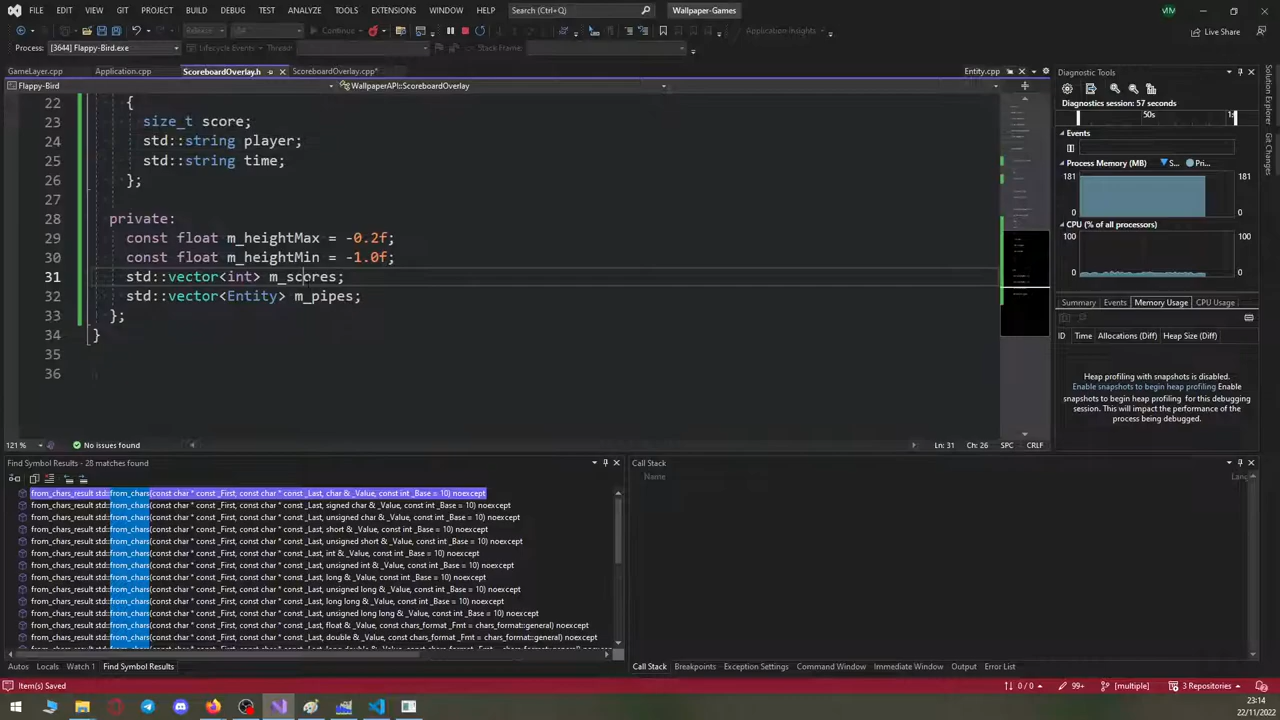 File Edit View Git Project Build Debug Test Analyze Tools Extensions Window Help Search (Ctrl+Q) Wallpaper-Games VM
Continue Application Insights Live Share
Process: [3644] Flappy-Bird.exe Lifecycle Events Thread: Stack Frame:
GameLayer.cpp Application.cpp ScoreboardOverlay.h ScoreboardOverlay.cpp* Entity.cpp
Flappy-Bird WallpaperAPI::ScoreboardOverlay
22 {
23 size_t score;
24 std::string player;
25 std::string time;
26 };
27
28 private:
29 const float m_heightMax = -0.2f;
30 const float m_heightMin = -1.0f;
31 std::vector<int> m_scores;
32 std::vector<Entity> m_pipes;
33 };
34 }
35
36
121 % No issues found Ln: 31 Ch: 26 SPC CRLF
Diagnostic Tools
Diagnostics session: 57 seconds
50s
Events
Process Memory (MB) S... P...
181 181
0 0
CPU (% of all processors)
100 100
0 0
Summary Events Memory Usage CPU Usage
ID Time Allocations (Diff) Heap Size (Diff)
Heap profiling with snapshots is disabled.
Enable snapshots to begin heap profiling Enable
snapshots to begin heap profiling for this debugging
session. This will impact the performance of the
process being debugged.
Solution Explorer
Git Changes
Find Symbol Results - 28 matches found
from_chars_result std::from_chars(const char * const _First, const char * const _Last, char & _Value, const int _Base = 10) noexcept
from_chars_result std::from_chars(const char * const _First, const char * const _Last, signed char & _Value, const int _Base = 10) noexcept
from_chars_result std::from_chars(const char * const _First, const char * const _Last, unsigned char & _Value, const int _Base = 10) noexcept
from_chars_result std::from_chars(const char * const _First, const char * const _Last, short & _Value, const int _Base = 10) noexcept
from_chars_result std::from_chars(const char * const _First, const char * const _Last, unsigned short & _Value, const int _Base = 10) noexcept
from_chars_result std::from_chars(const char * const _First, const char * const _Last, int & _Value, const int _Base = 10) noexcept
from_chars_result std::from_chars(const char * const _First, const char * const _Last, unsigned int & _Value, const int _Base = 10) noexcept
from_chars_result std::from_chars(const char * const _First, const char * const _Last, long & _Value, const int _Base = 10) noexcept
from_chars_result std::from_chars(const char * const _First, const char * const _Last, unsigned long & _Value, const int _Base = 10) noexcept
from_chars_result std::from_chars(const char * const _First, const char * const _Last, long long & _Value, const int _Base = 10) noexcept
from_chars_result std::from_chars(const char * const _First, const char * const _Last, unsigned long long & _Value, const int _Base = 10) noexcept
from_chars_result std::from_chars(const char * const _First, const char * const _Last, float & _Value, const chars_format _Fmt = chars_format::general) noexcept
from_chars_result std::from_chars(const char * const _First, const char * const _Last, double & _Value, const chars_format _Fmt = chars_format::general) noexcept
Call Stack
Name Lang
Autos Locals Watch 1 Find Symbol Results
Call Stack Breakpoints Exception Settings Command Window Immediate Window Output Error List
Item(s) Saved 0 / 0 99+ [multiple] 3 Repositories 2
23:14
22/11/2022